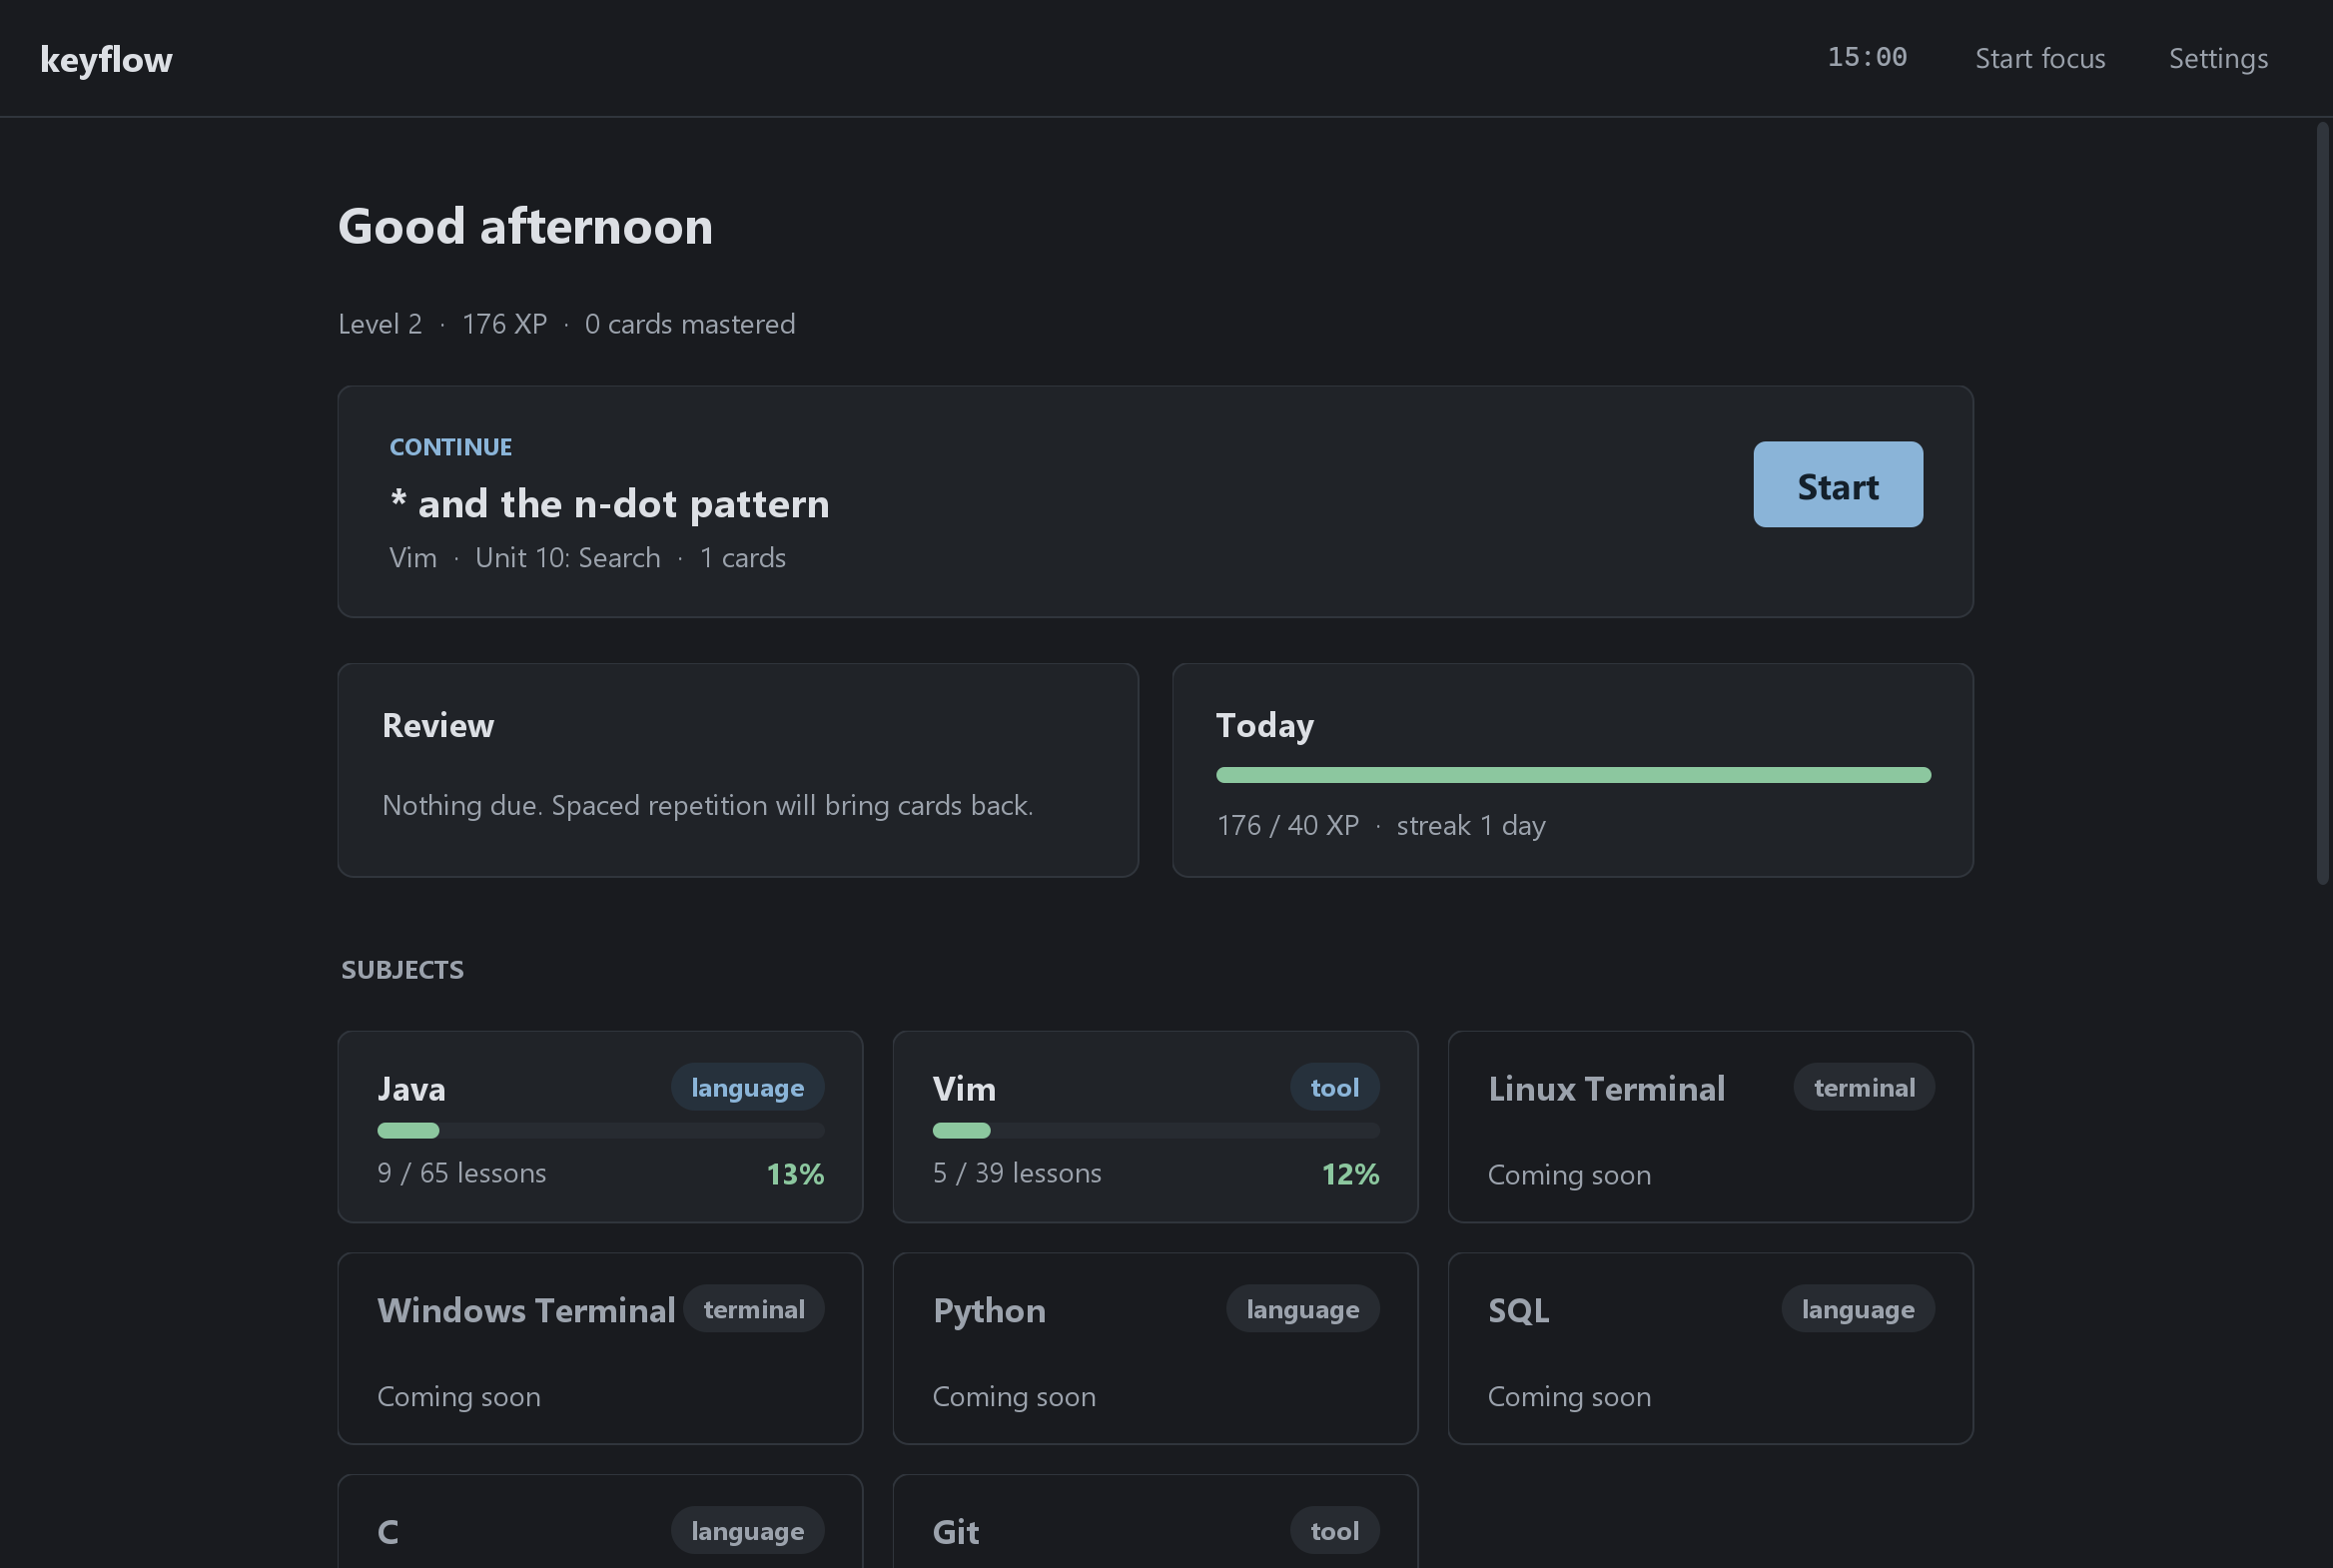 keyflow
15:00 Start focus Settings
Good afternoon
Level 2 · 176 XP · 0 cards mastered
CONTINUE
* and the n-dot pattern
Vim · Unit 10: Search · 1 cards
Start
Review
Nothing due. Spaced repetition will bring cards back.
Today
176 / 40 XP · streak 1 day
SUBJECTS
Java language
9 / 65 lessons 13%
Vim tool
5 / 39 lessons 12%
Linux Terminal terminal
Coming soon
Windows Terminal terminal
Coming soon
Python language
Coming soon
SQL language
Coming soon
C language
Git tool